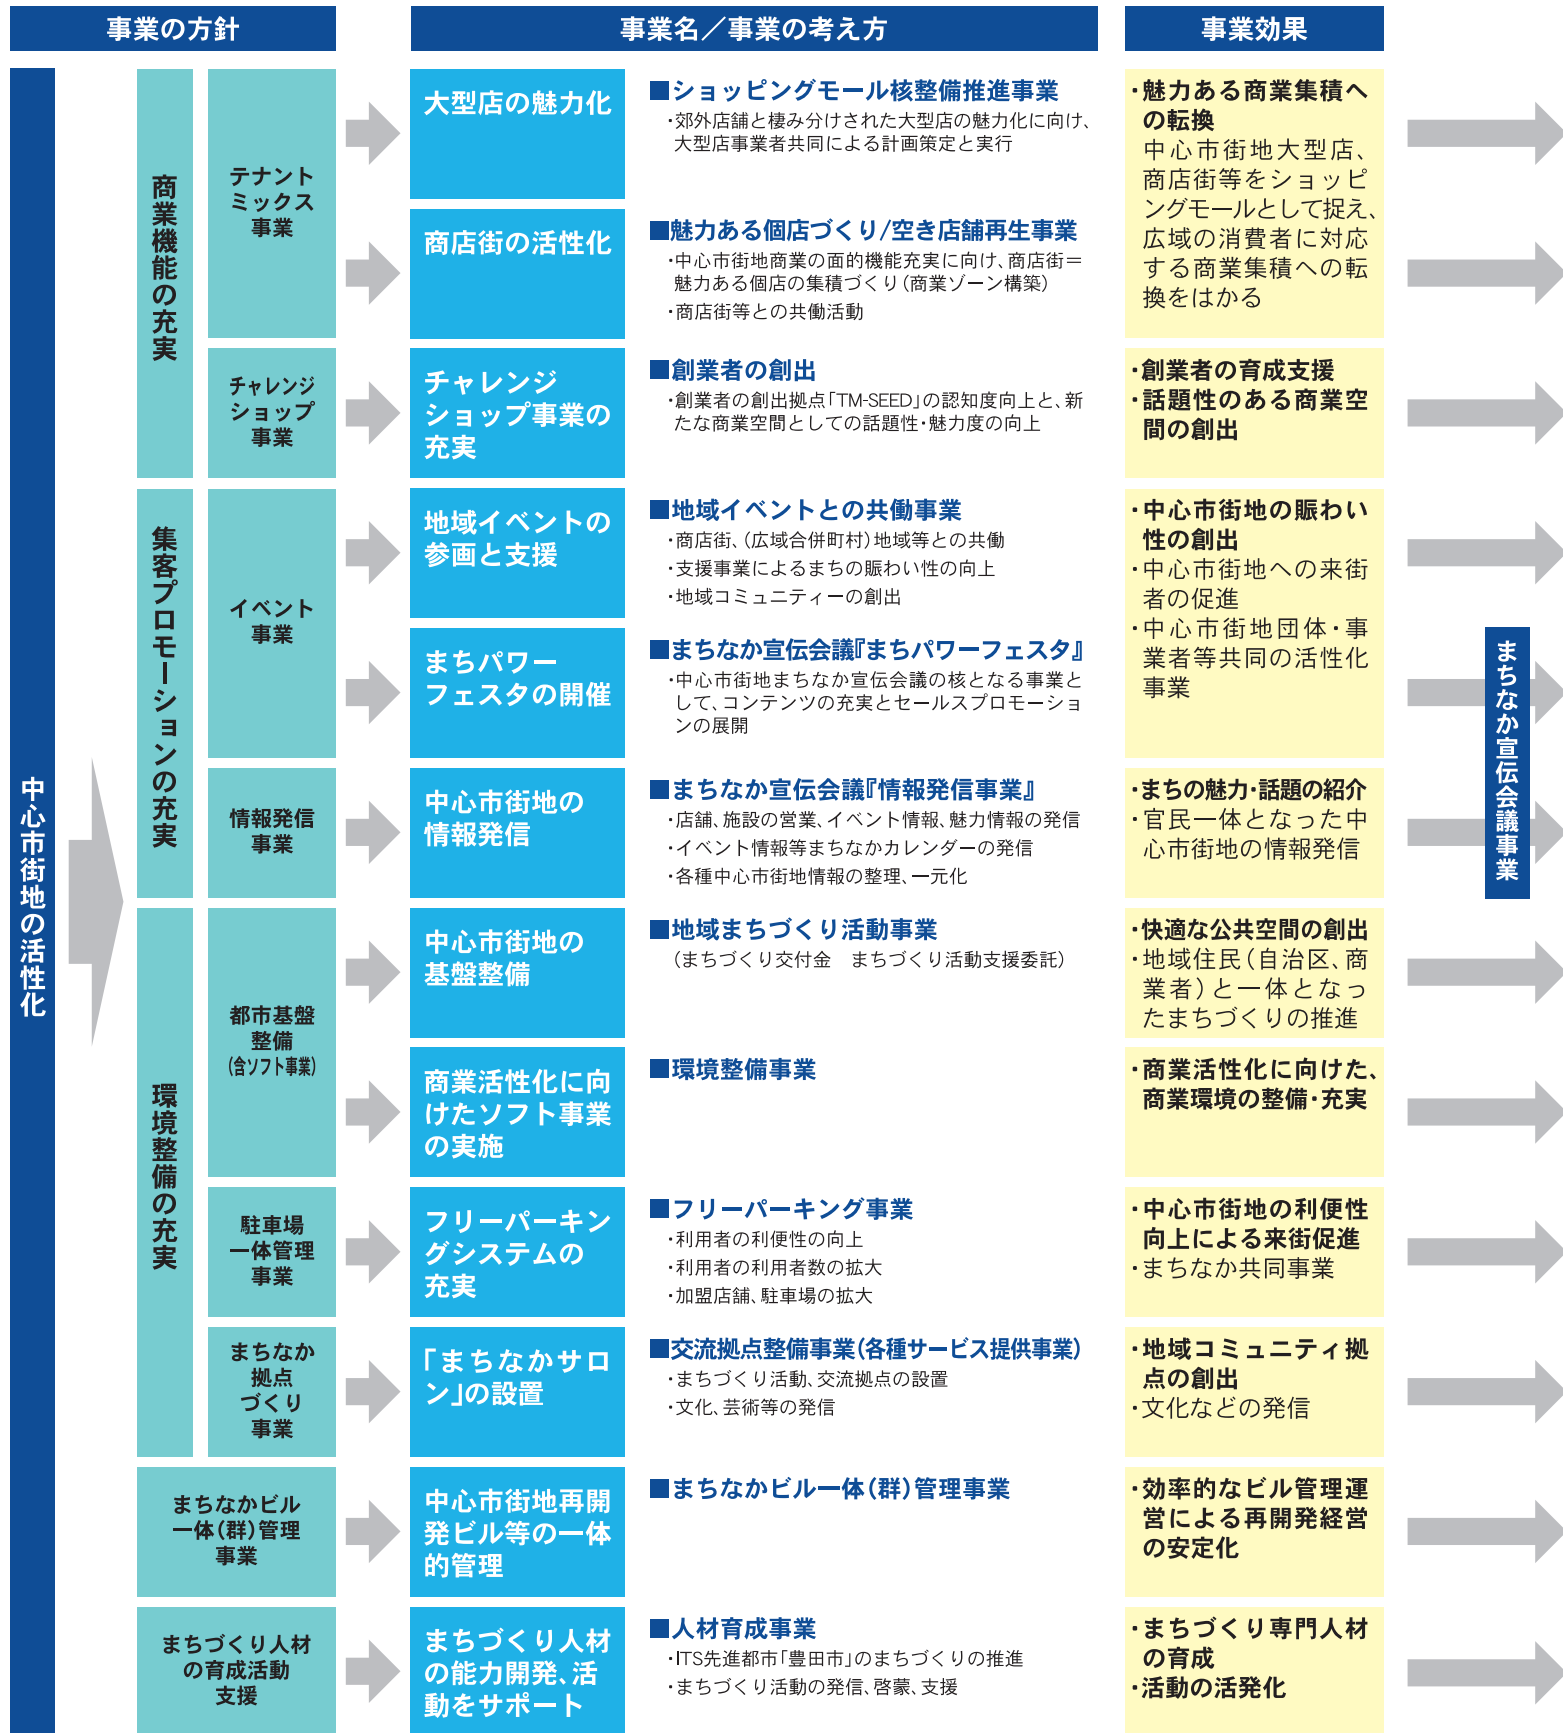 事業の方針
事業名／事業の考え方
事業効果
中心市街地の活性化
商業機能の充実
テナント
ミックス
事業
大型店の魅力化
■ショッピングモール核整備推進事業
・郊外店舗と棲み分けされた大型店の魅力化に向け、
大型店事業者共同による計画策定と実行
・魅力ある商業集積へ
の転換
中心市街地大型店、
商店街等をショッピ
ングモールとして捉え、
広域の消費者に対応
する商業集積への転
換をはかる
商店街の活性化
■魅力ある個店づくり/空き店舗再生事業
・中心市街地商業の面的機能充実に向け、商店街＝
魅力ある個店の集積づくり（商業ゾーン構築）
・商店街等との共働活動
チャレンジ
ショップ
事業
チャレンジ
ショップ事業の
充実
■創業者の創出
・創業者の創出拠点「TM-SEED」の認知度向上と、新
たな商業空間としての話題性・魅力度の向上
・創業者の育成支援
・話題性のある商業空
間の創出
集客プロモーションの充実
イベント
事業
地域イベントの
参画と支援
■地域イベントとの共働事業
・商店街、（広域合併町村）地域等との共働
・支援事業によるまちの賑わい性の向上
・地域コミュニティーの創出
・中心市街地の賑わい
性の創出
・中心市街地への来街
者の促進
・中心市街地団体・事
業者等共同の活性化
事業
まちパワー
フェスタの開催
■まちなか宣伝会議『まちパワーフェスタ』
・中心市街地まちなか宣伝会議の核となる事業と
して、コンテンツの充実とセールスプロモーショ
ンの展開
まちなか宣伝会議事業
情報発信
事業
中心市街地の
情報発信
■まちなか宣伝会議『情報発信事業』
・店舗、施設の営業、イベント情報、魅力情報の発信
・イベント情報等まちなかカレンダーの発信
・各種中心市街地情報の整理、一元化
・まちの魅力・話題の紹介
・官民一体となった中
心市街地の情報発信
環境整備の充実
都市基盤
整備
（含ソフト事業）
中心市街地の
基盤整備
■地域まちづくり活動事業
（まちづくり交付金　まちづくり活動支援委託）
・快適な公共空間の創出
・地域住民（自治区、商
業者）と一体となっ
たまちづくりの推進
商業活性化に向
けたソフト事業
の実施
■環境整備事業
・商業活性化に向けた、
商業環境の整備・充実
駐車場
一体管理
事業
フリーパーキン
グシステムの
充実
■フリーパーキング事業
・利用者の利便性の向上
・利用者の利用者数の拡大
・加盟店舗、駐車場の拡大
・中心市街地の利便性
向上による来街促進
・まちなか共同事業
まちなか
拠点
づくり
事業
「まちなかサロ
ン」の設置
■交流拠点整備事業（各種サービス提供事業）
・まちづくり活動、交流拠点の設置
・文化、芸術等の発信
・地域コミュニティ拠
点の創出
・文化などの発信
まちなかビル
一体（群）管理
事業
中心市街地再開
発ビル等の一体
的管理
■まちなかビル一体（群）管理事業
・効率的なビル管理運
営による再開発経営
の安定化
まちづくり人材
の育成活動
支援
まちづくり人材
の能力開発、活
動をサポート
■人材育成事業
・ITS先進都市「豊田市」のまちづくりの推進
・まちづくり活動の発信、啓蒙、支援
・まちづくり専門人材
の育成
・活動の活発化